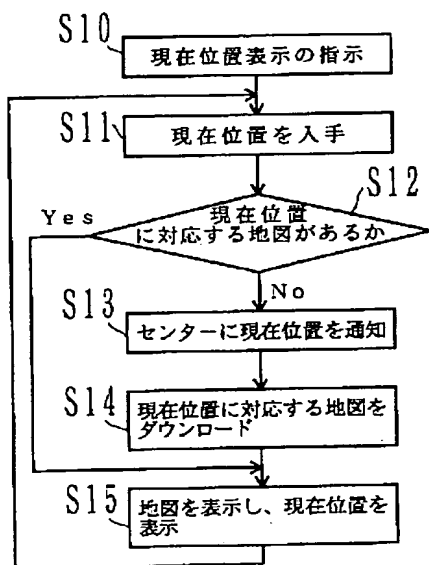 S10
現在位置表示の指示
S11
現在位置を入手
S12
現在位置
に対応する地図があるか
Yes
No
S13
センターに現在位置を通知
S14
現在位置に対応する地図を
ダウンロード
S15
地図を表示し、現在位置を
表示